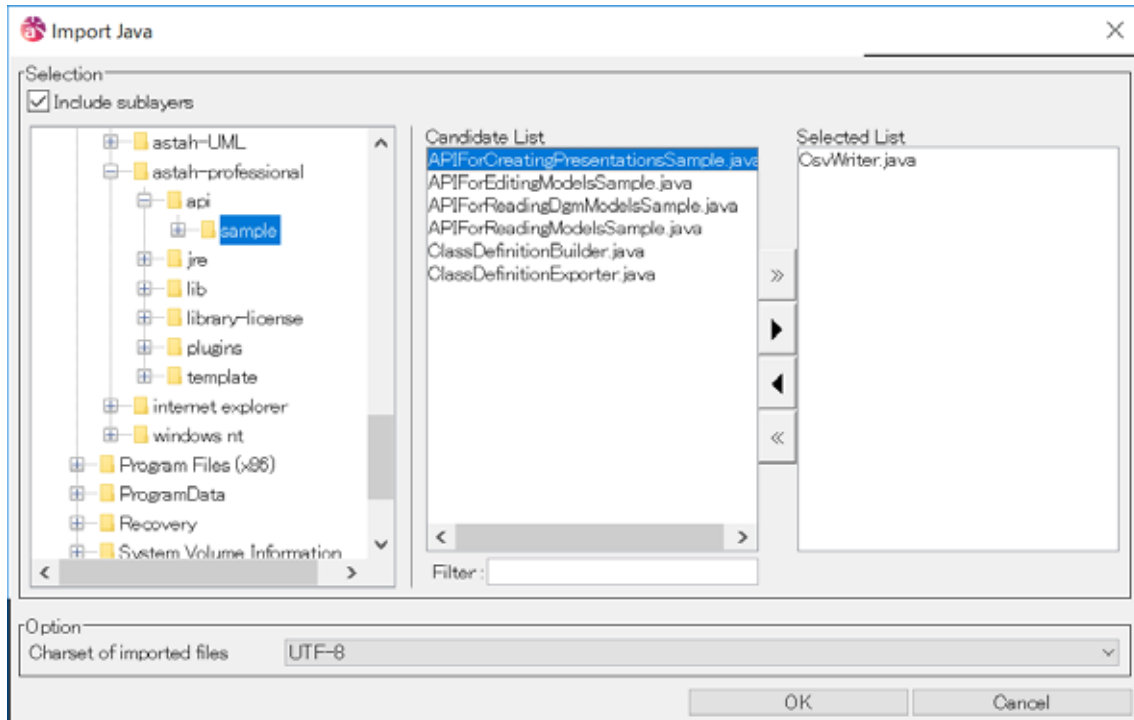 Import Java
Selection
Include sublayers
astah-UML
astah-professional
api
sample
jre
lib
library-license
plugins
template
internet explorer
windows nt
Program Files (x86)
ProgramData
Recovery
System Volume Information
Candidate List
APIForCreatingPresentationsSample.java
APIForEditingModelsSample.java
APIForReadingDgmModelsSample.java
APIForReadingModelsSample.java
ClassDefinitionBuilder.java
ClassDefinitionExporter.java
Filter :
Selected List
CsvWriter.java
Option
Charset of imported files UTF-8
OK Cancel